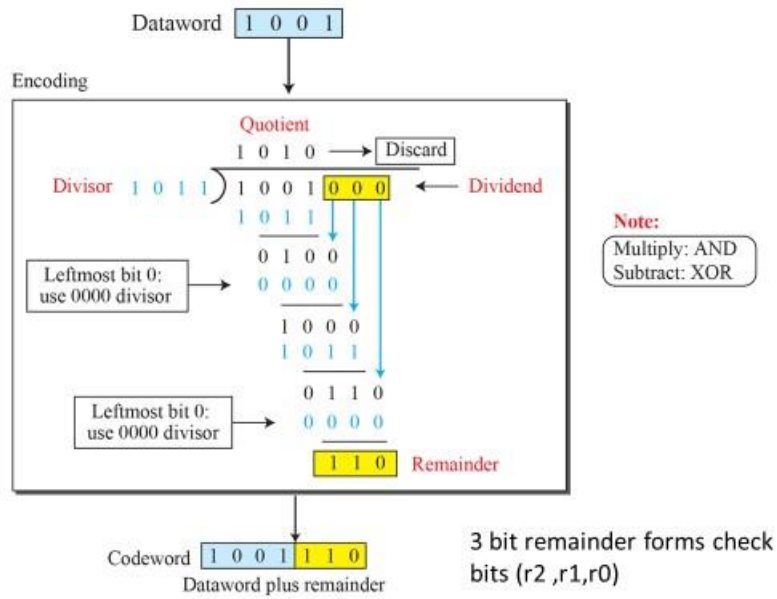 Dataword 1 0 0 1
Encoding
Quotient
1 0 1 0 Discard
Divisor 1 0 1 1 1 0 0 1 0 0 0 Dividend
1 0 1 1
Note:
Multiply: AND
Subtract: XOR
0 1 0 0
Leftmost bit 0:
use 0000 divisor
0 0 0 0
1 0 0 0
1 0 1 1
0 1 1 0
Leftmost bit 0:
use 0000 divisor
0 0 0 0
1 1 0 Remainder
Codeword 1 0 0 1 1 1 0
Dataword plus remainder
3 bit remainder forms check
bits (r2 ,r1,r0)